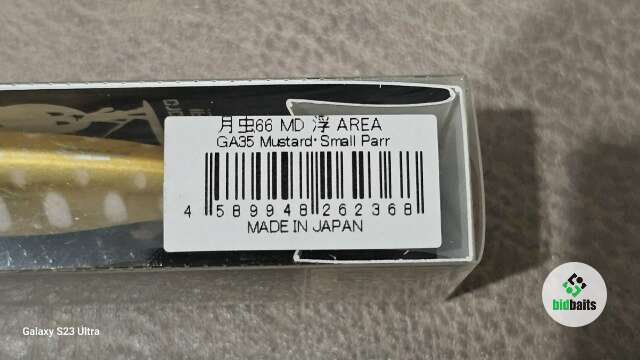 月虫66 MD 浮 AREA
GA35 Mustard・Small Parr
4 589948 262368
MADE IN JAPAN
bidbaits
Galaxy S23 Ultra